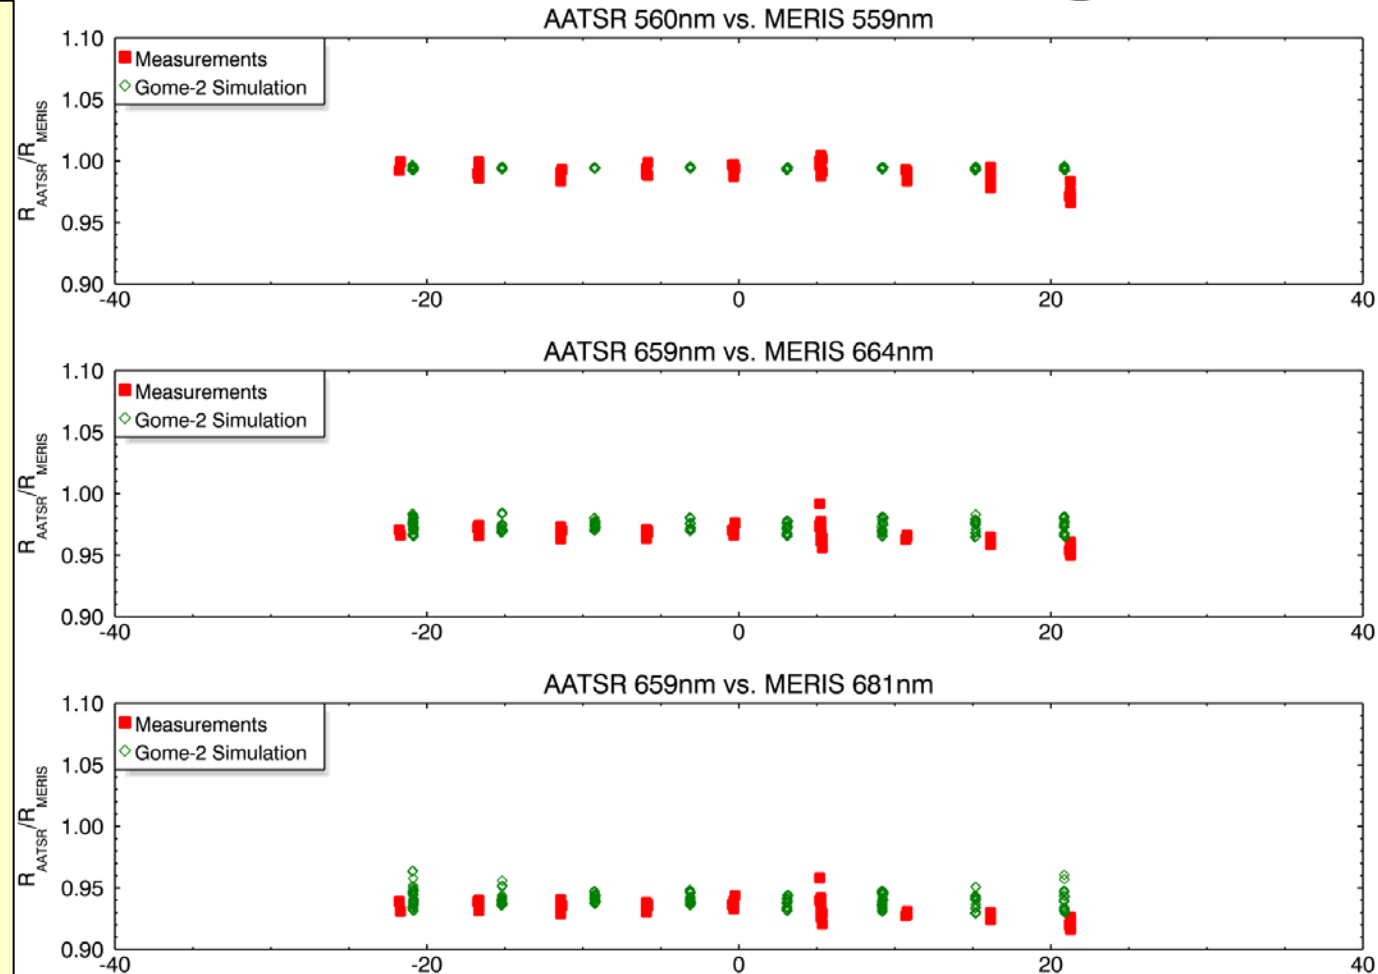 AATSR 560nm vs. MERIS 559nm
1.10
1.05
1.00
0.95
0.90
R_AATSR/R_MERIS
Measurements
Gome-2 Simulation
-40 -20 0 20 40
AATSR 659nm vs. MERIS 664nm
1.10
1.05
1.00
0.95
0.90
R_AATSR/R_MERIS
Measurements
Gome-2 Simulation
-40 -20 0 20 40
AATSR 659nm vs. MERIS 681nm
1.10
1.05
1.00
0.95
0.90
R_AATSR/R_MERIS
Measurements
Gome-2 Simulation
-40 -20 0 20 40